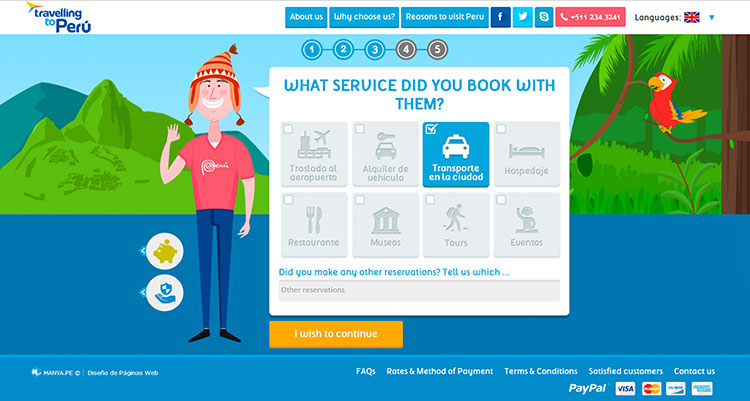 travelling
to Perú
About us
Why choose us?
Reasons to visit Peru
+511 234 3241
Languages:
1 2 3 4 5
WHAT SERVICE DID YOU BOOK WITH
THEM?
Traslado al
aeropuerto
Alquiler de
vehículo
Transporte
en la ciudad
Hospedaje
Perú
Restaurante
Museos
Tours
Eventos
Did you make any other reservations? Tell us which ...
Other reservations
I wish to continue
MANYA.PE © | Diseño de Páginas Web
FAQs
Rates & Method of Payment
Terms & Conditions
Satisfied customers
Contact us
PayPal
VISA